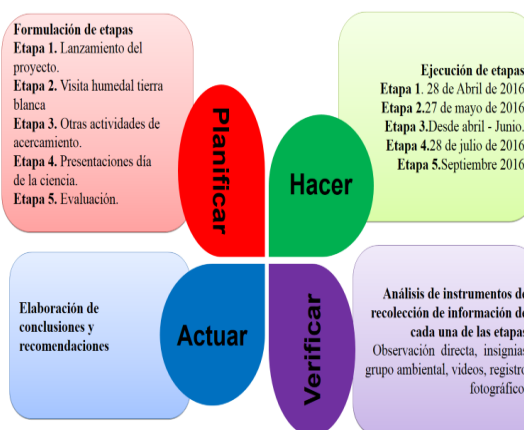 Formulación de etapas
Etapa 1. Lanzamiento del
proyecto.
Etapa 2. Visita humedal tierra
blanca
Etapa 3. Otras actividades de
acercamiento.
Etapa 4. Presentaciones día
de la ciencia.
Etapa 5. Evaluación.
Planificar
Ejecución de etapas
Etapa 1. 28 de Abril de 2016
Etapa 2.27 de mayo de 2016
Etapa 3.Desde abril - Junio.
Etapa 4.28 de julio de 2016
Etapa 5.Septiembre 2016
Hacer
Elaboración de
conclusiones y
recomendaciones
Actuar
Verificar
Análisis de instrumentos de
recolección de información de
cada una de las etapas
Observación directa, insignias
grupo ambiental, videos, registro
fotográfico